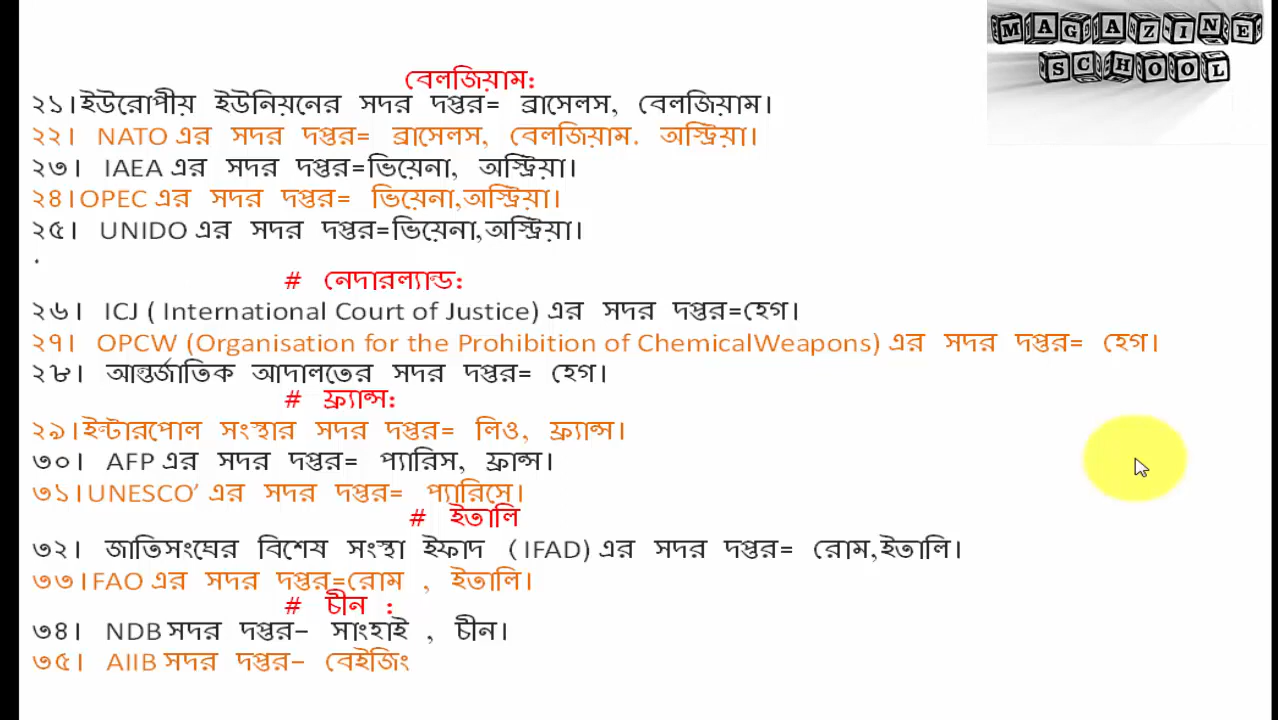 MAGAZINE
SCHOOL
বেলজিয়াম:
২১।ইউরোপীয় ইউনিয়নের সদর দপ্তর= ব্রাসেলস, বেলজিয়াম।
২২। NATO এর সদর দপ্তর= ব্রাসেলস, বেলজিয়াম. অস্ট্রিয়া।
২৩। IAEA এর সদর দপ্তর=ভিয়েনা, অস্ট্রিয়া।
২৪।OPEC এর সদর দপ্তর= ভিয়েনা,অস্ট্রিয়া।
২৫। UNIDO এর সদর দপ্তর=ভিয়েনা,অস্ট্রিয়া।
.
# নেদারল্যান্ড:
২৬। ICJ ( International Court of Justice) এর সদর দপ্তর=হেগ।
২৭। OPCW (Organisation for the Prohibition of ChemicalWeapons) এর সদর দপ্তর= হেগ।
২৮। আন্তর্জাতিক আদালতের সদর দপ্তর= হেগ।
# ফ্র্যান্স:
২৯।ইন্টারপোল সংস্থার সদর দপ্তর= লিও, ফ্র্যান্স।
৩০। AFP এর সদর দপ্তর= প্যারিস, ফ্রান্স।
৩১।UNESCO’ এর সদর দপ্তর= প্যারিসে।
# ইতালি
৩২। জাতিসংঘের বিশেষ সংস্থা ইফাদ ( IFAD) এর সদর দপ্তর= রোম,ইতালি।
৩৩।FAO এর সদর দপ্তর=রোম , ইতালি।
# চীন :
৩৪। NDB সদর দপ্তর– সাংহাই , চীন।
৩৫। AIIB সদর দপ্তর– বেইজিং